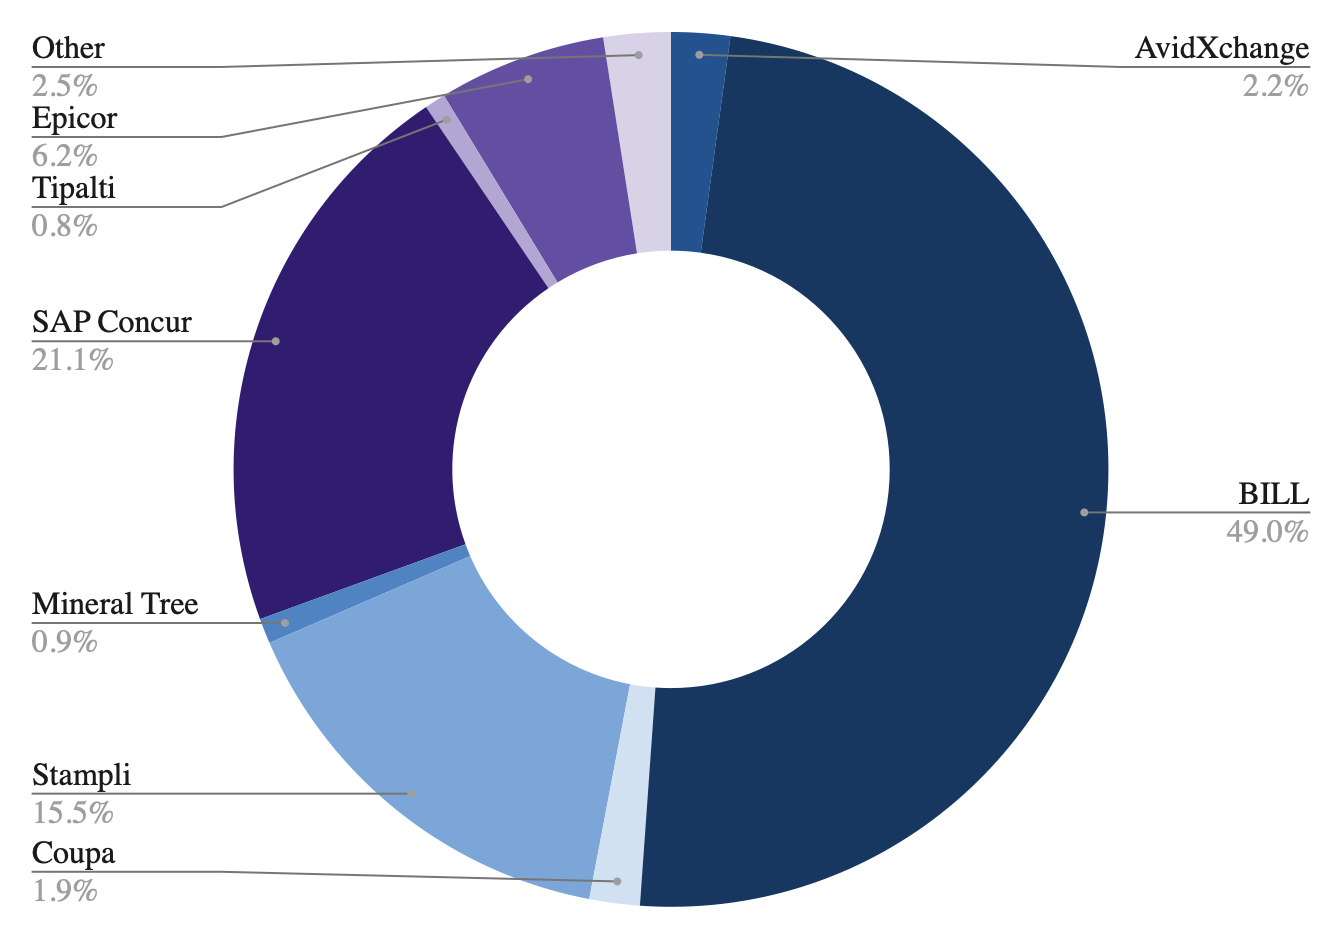 Other
2.5%
Epicor
6.2%
Tipalti
0.8%
SAP Concur
21.1%
Mineral Tree
0.9%
Stampli
15.5%
Coupa
1.9%
AvidXchange
2.2%
BILL
49.0%